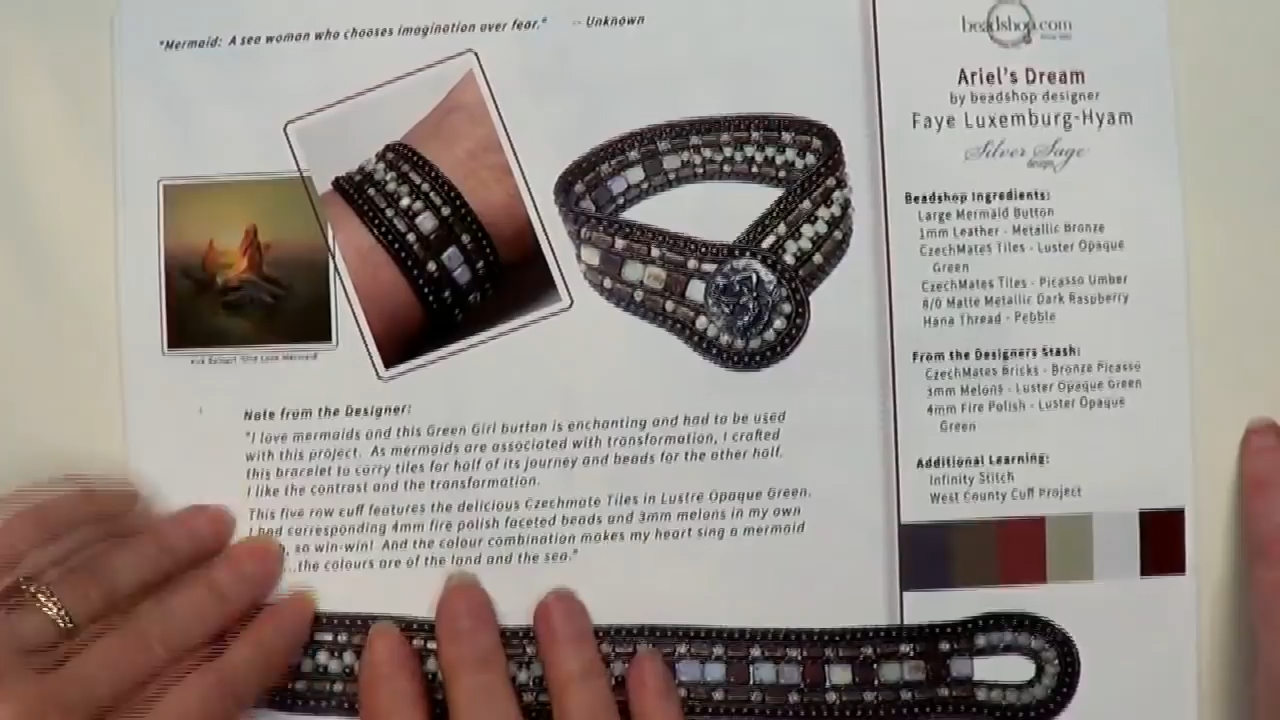 "Mermaid: A sea woman who chooses imagination over fear." -- Unknown
Note from the Designer:
"I love mermaids and this Green Girl button is enchanting and had to be used
with this project. As mermaids are associated with transformation, I crafted
this bracelet to carry tiles for half of its journey and beads for the other half.
I like the contrast and the transformation.
This five row cuff features the delicious Czechmate Tiles in Lustre Opaque Green.
I had corresponding 4mm fire polish faceted beads and 3mm melons in my own
so win-win! And the colour combination makes my heart sing a mermaid
...the colours are of the land and the sea."
beadshop.com
Ariel's Dream
by beadshop designer
Faye Luxemburg-Hyam
Silver Sage
Beadshop Ingredients:
Large Mermaid Button
1mm Leather - Metallic Bronze
CzechMates Tiles - Luster Opaque
Green
CzechMates Tiles - Picasso Umber
8/0 Matte Metallic Dark Raspberry
Hana Thread - Pebble
From the Designers Stash:
CzechMates Bricks - Bronze Picasso
3mm Melons - Luster Opaque Green
4mm Fire Polish - Luster Opaque
Green
Additional Learning:
Infinity Stitch
West County Cuff Project